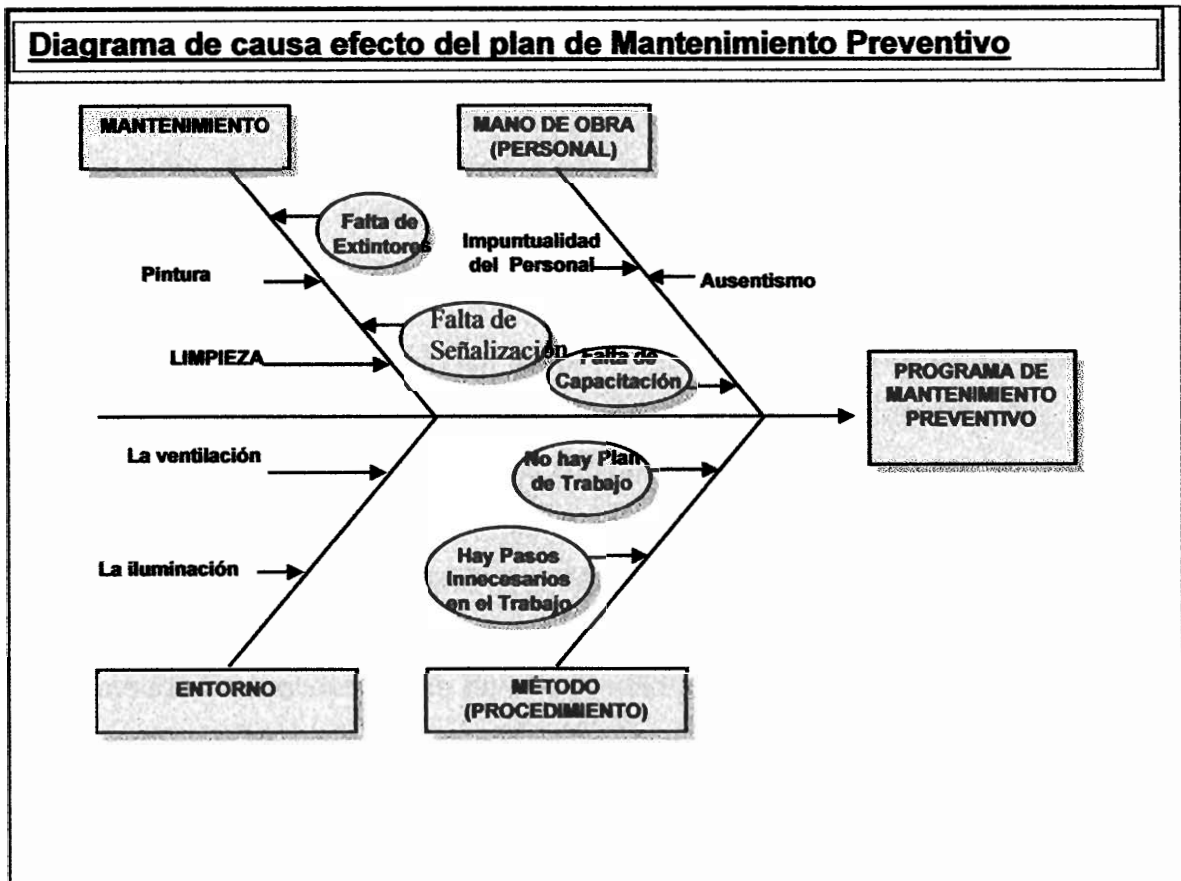 Diagrama de causa efecto del plan de Mantenimiento Preventivo
MANTENIMIENTO
MANO DE OBRA
(PERSONAL)
Falta de
Extintores
Impuntualidad
del Personal
Pintura
Ausentismo
Falta de
Señalización
LIMPIEZA
Falta de
Capacitación
PROGRAMA DE
MANTENIMIENTO
PREVENTIVO
La ventilación
No hay Plan
de Trabajo
La iluminación
Hay Pasos
Innecesarios
en el Trabajo
ENTORNO
MÉTODO
(PROCEDIMIENTO)